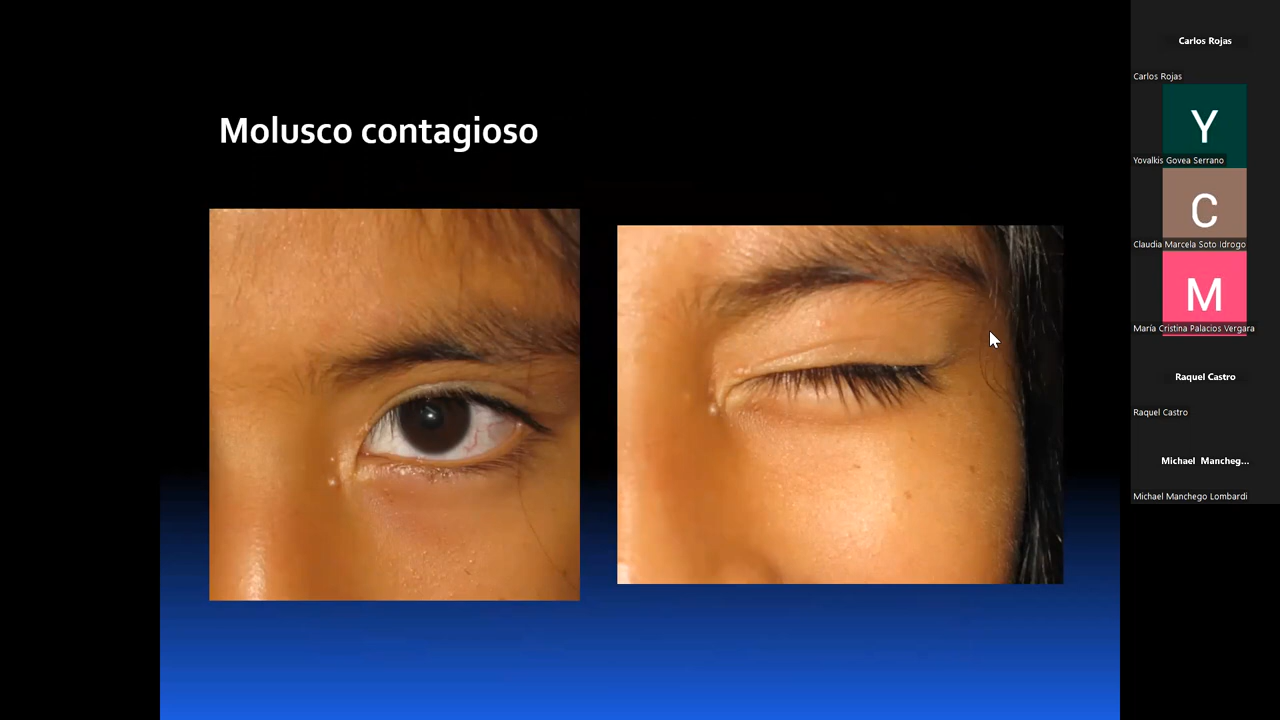 Molusco contagioso
Carlos Rojas
Carlos Rojas
Y
Yovalkis Govea Serrano
C
Claudia Marcela Soto Idrogo
M
María Cristina Palacios Vergara
Raquel Castro
Raquel Castro
Michael Mancheg...
Michael Manchego Lombardi